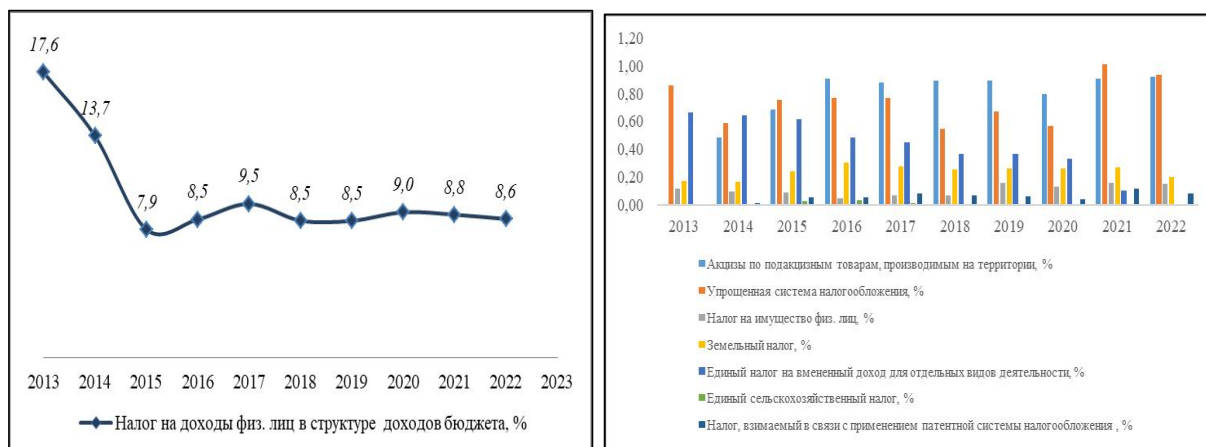 17,6
13,7
7,9
8,5
9,5
8,5
8,5
9,0
8,8
8,6
2013 2014 2015 2016 2017 2018 2019 2020 2021 2022 2023
Налог на доходы физ. лиц в структуре доходов бюджета, %
1,20
1,00
0,80
0,60
0,40
0,20
0,00
2013 2014 2015 2016 2017 2018 2019 2020 2021 2022
Акцизы по подакцизным товарам, производимым на территории, %
Упрощенная система налогообложения, %
Налог на имущество физ. лиц, %
Земельный налог, %
Единый налог на вмененный доход для отдельных видов деятельности, %
Единый сельскохозяйственный налог, %
Налог, взимаемый в связи с применением патентной системы налогообложения , %